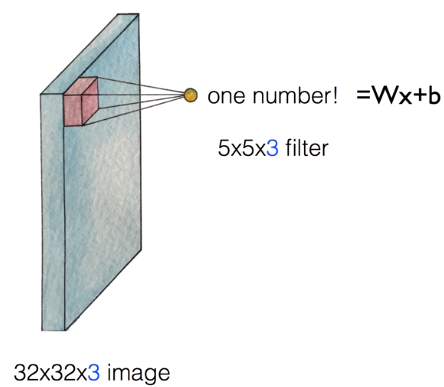 one number! =Wx+b
5x5x3 filter
32x32x3 image